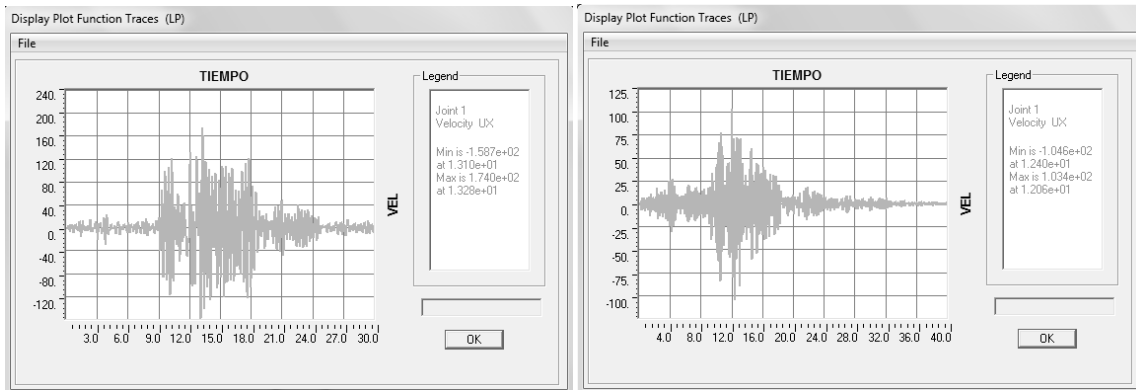 Display Plot Function Traces (LP)
File
TIEMPO
240.
200.
160.
120.
80.
40.
0.
-40.
-80.
-120.
3.0 6.0 9.0 12.0 15.0 18.0 21.0 24.0 27.0 30.0
VEL
Legend
Joint 1
Velocity UX
Min is -1.587e+02
at 1.310e+01
Max is 1.740e+02
at 1.328e+01
OK
Display Plot Function Traces (LP)
File
TIEMPO
125.
100.
75.
50.
25.
0.
-25.
-50.
-75.
-100.
4.0 8.0 12.0 16.0 20.0 24.0 28.0 32.0 36.0 40.0
VEL
Legend
Joint 1
Velocity UX
Min is -1.046e+02
at 1.240e+01
Max is 1.034e+02
at 1.206e+01
OK